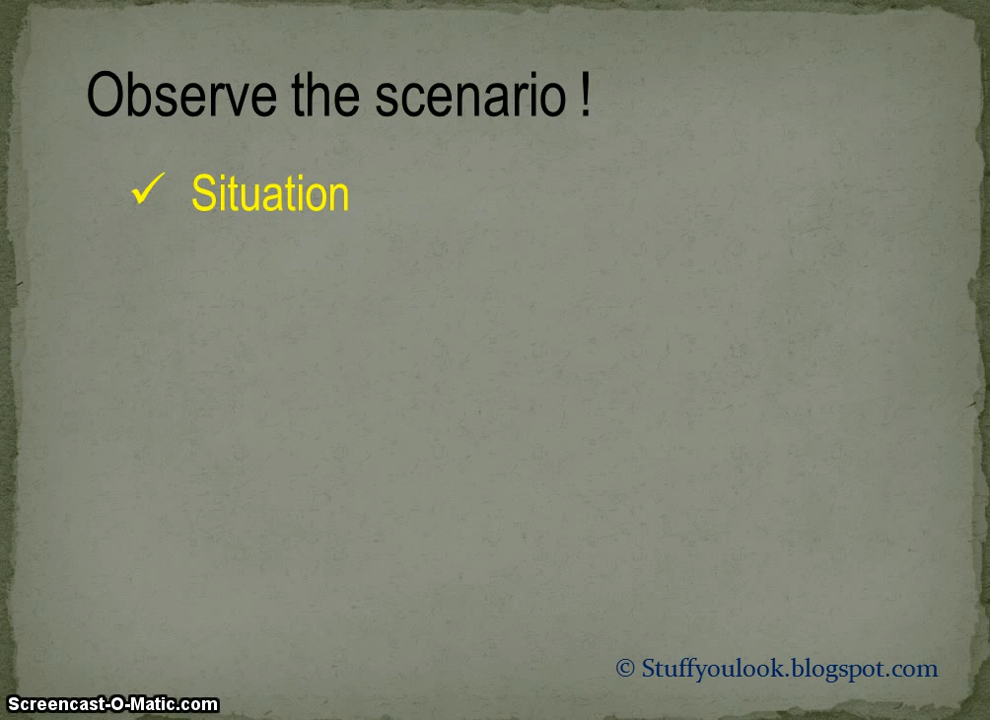 Observe the scenario !
✓ Situation
© Stuffyoulook.blogspot.com
Screencast-O-Matic.com